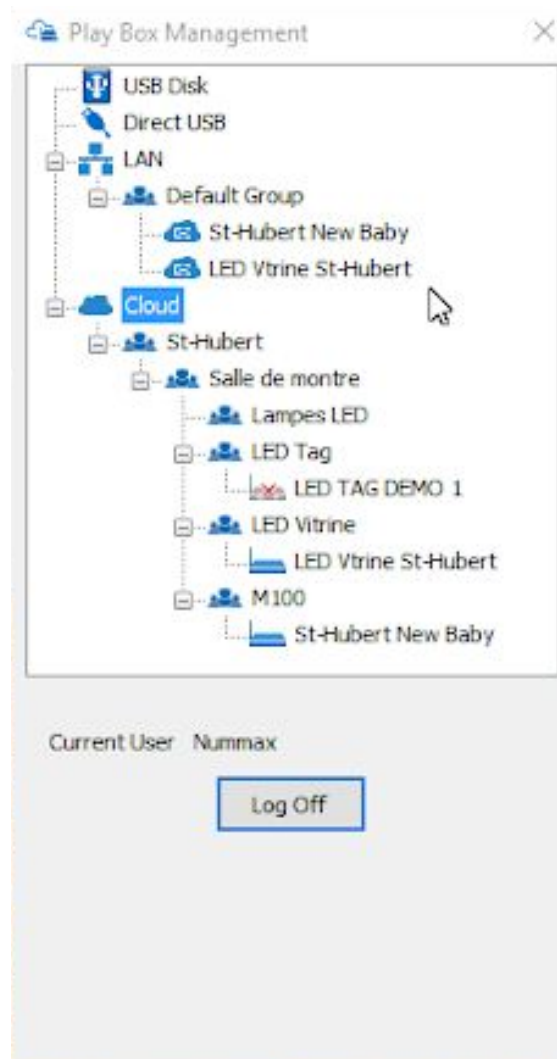 Play Box Management
USB Disk
Direct USB
LAN
Default Group
St-Hubert New Baby
LED Vtrine St-Hubert
Cloud
St-Hubert
Salle de montre
Lampes LED
LED Tag
LED TAG DEMO 1
LED Vitrine
LED Vtrine St-Hubert
M100
St-Hubert New Baby
Current User Nummax
Log Off